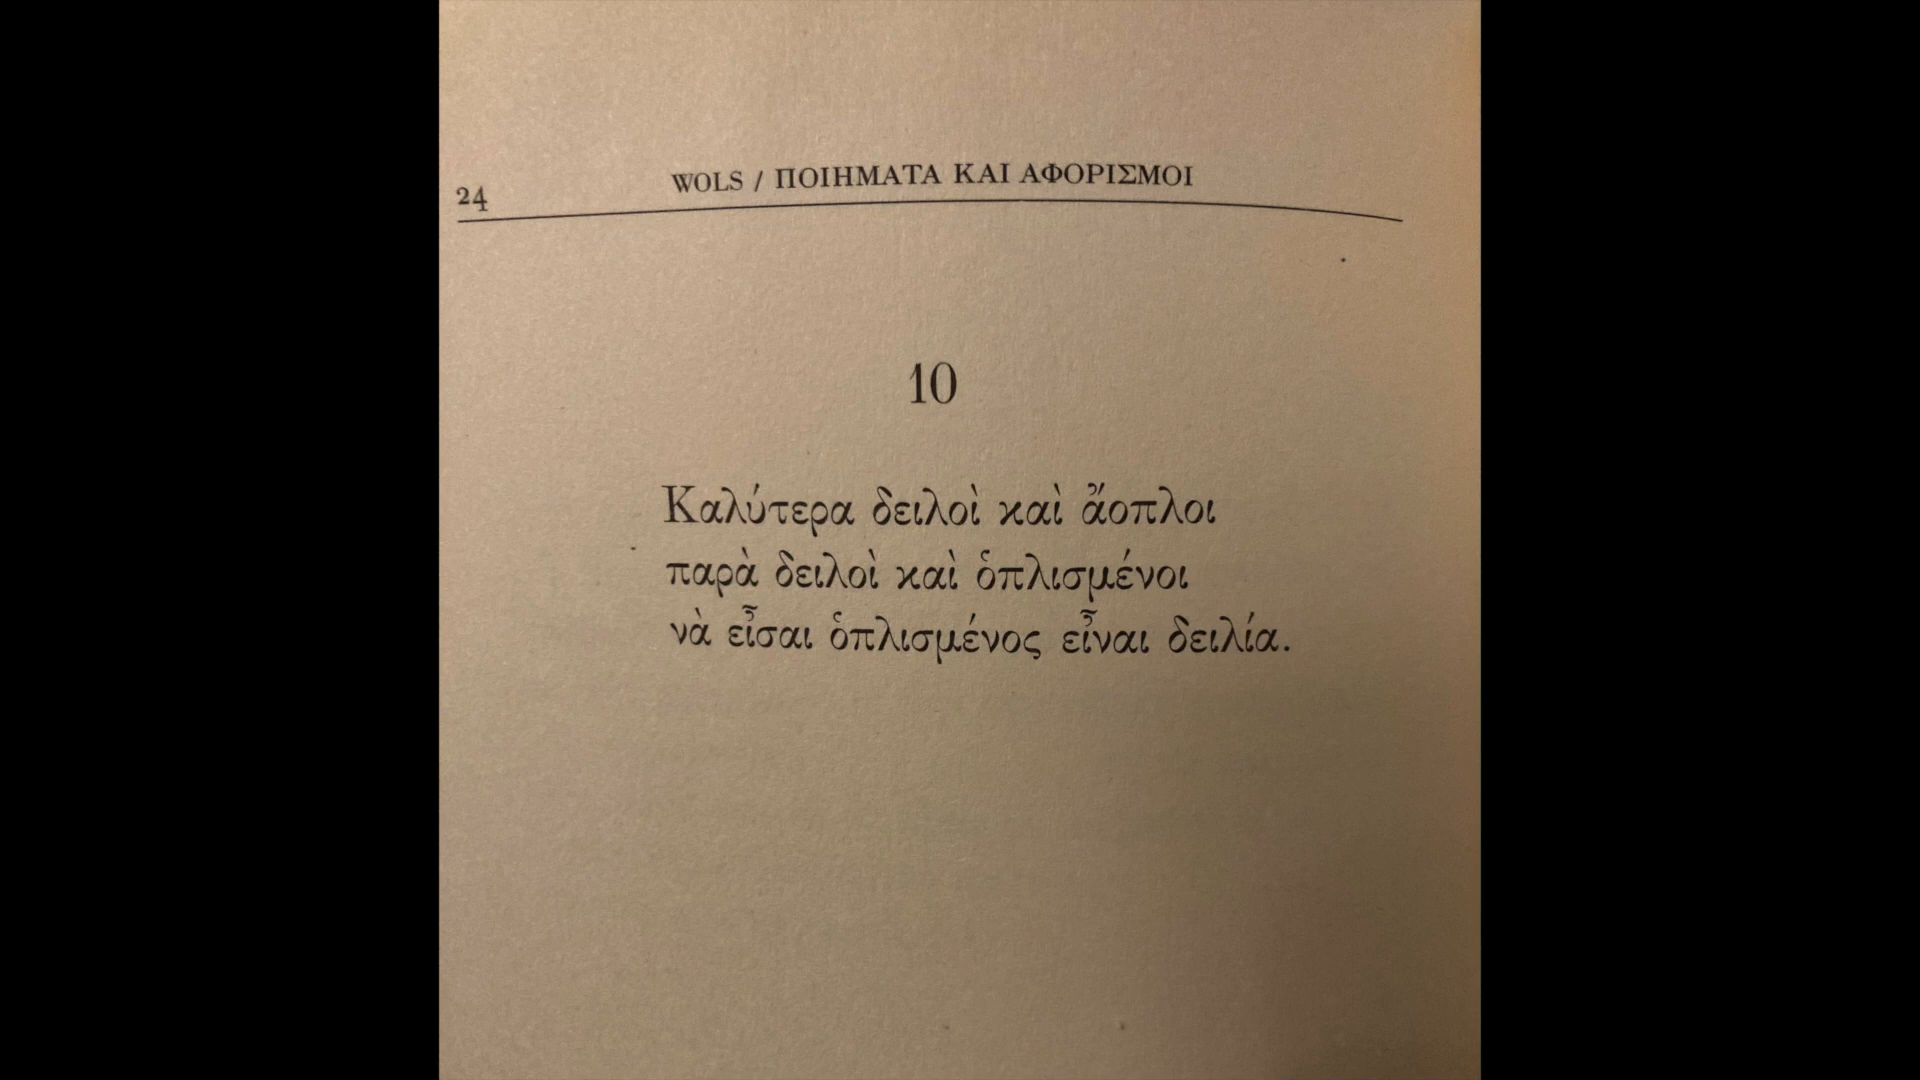 24
WOLS / ΠΟΙΗΜΑΤΑ ΚΑΙ ΑΦΟΡΙΣΜΟΙ
10
Καλύτερα δειλοὶ καὶ ἄοπλοι
παρὰ δειλοὶ καὶ ὁπλισμένοι
νὰ εἶσαι ὁπλισμένος εἶναι δειλία.